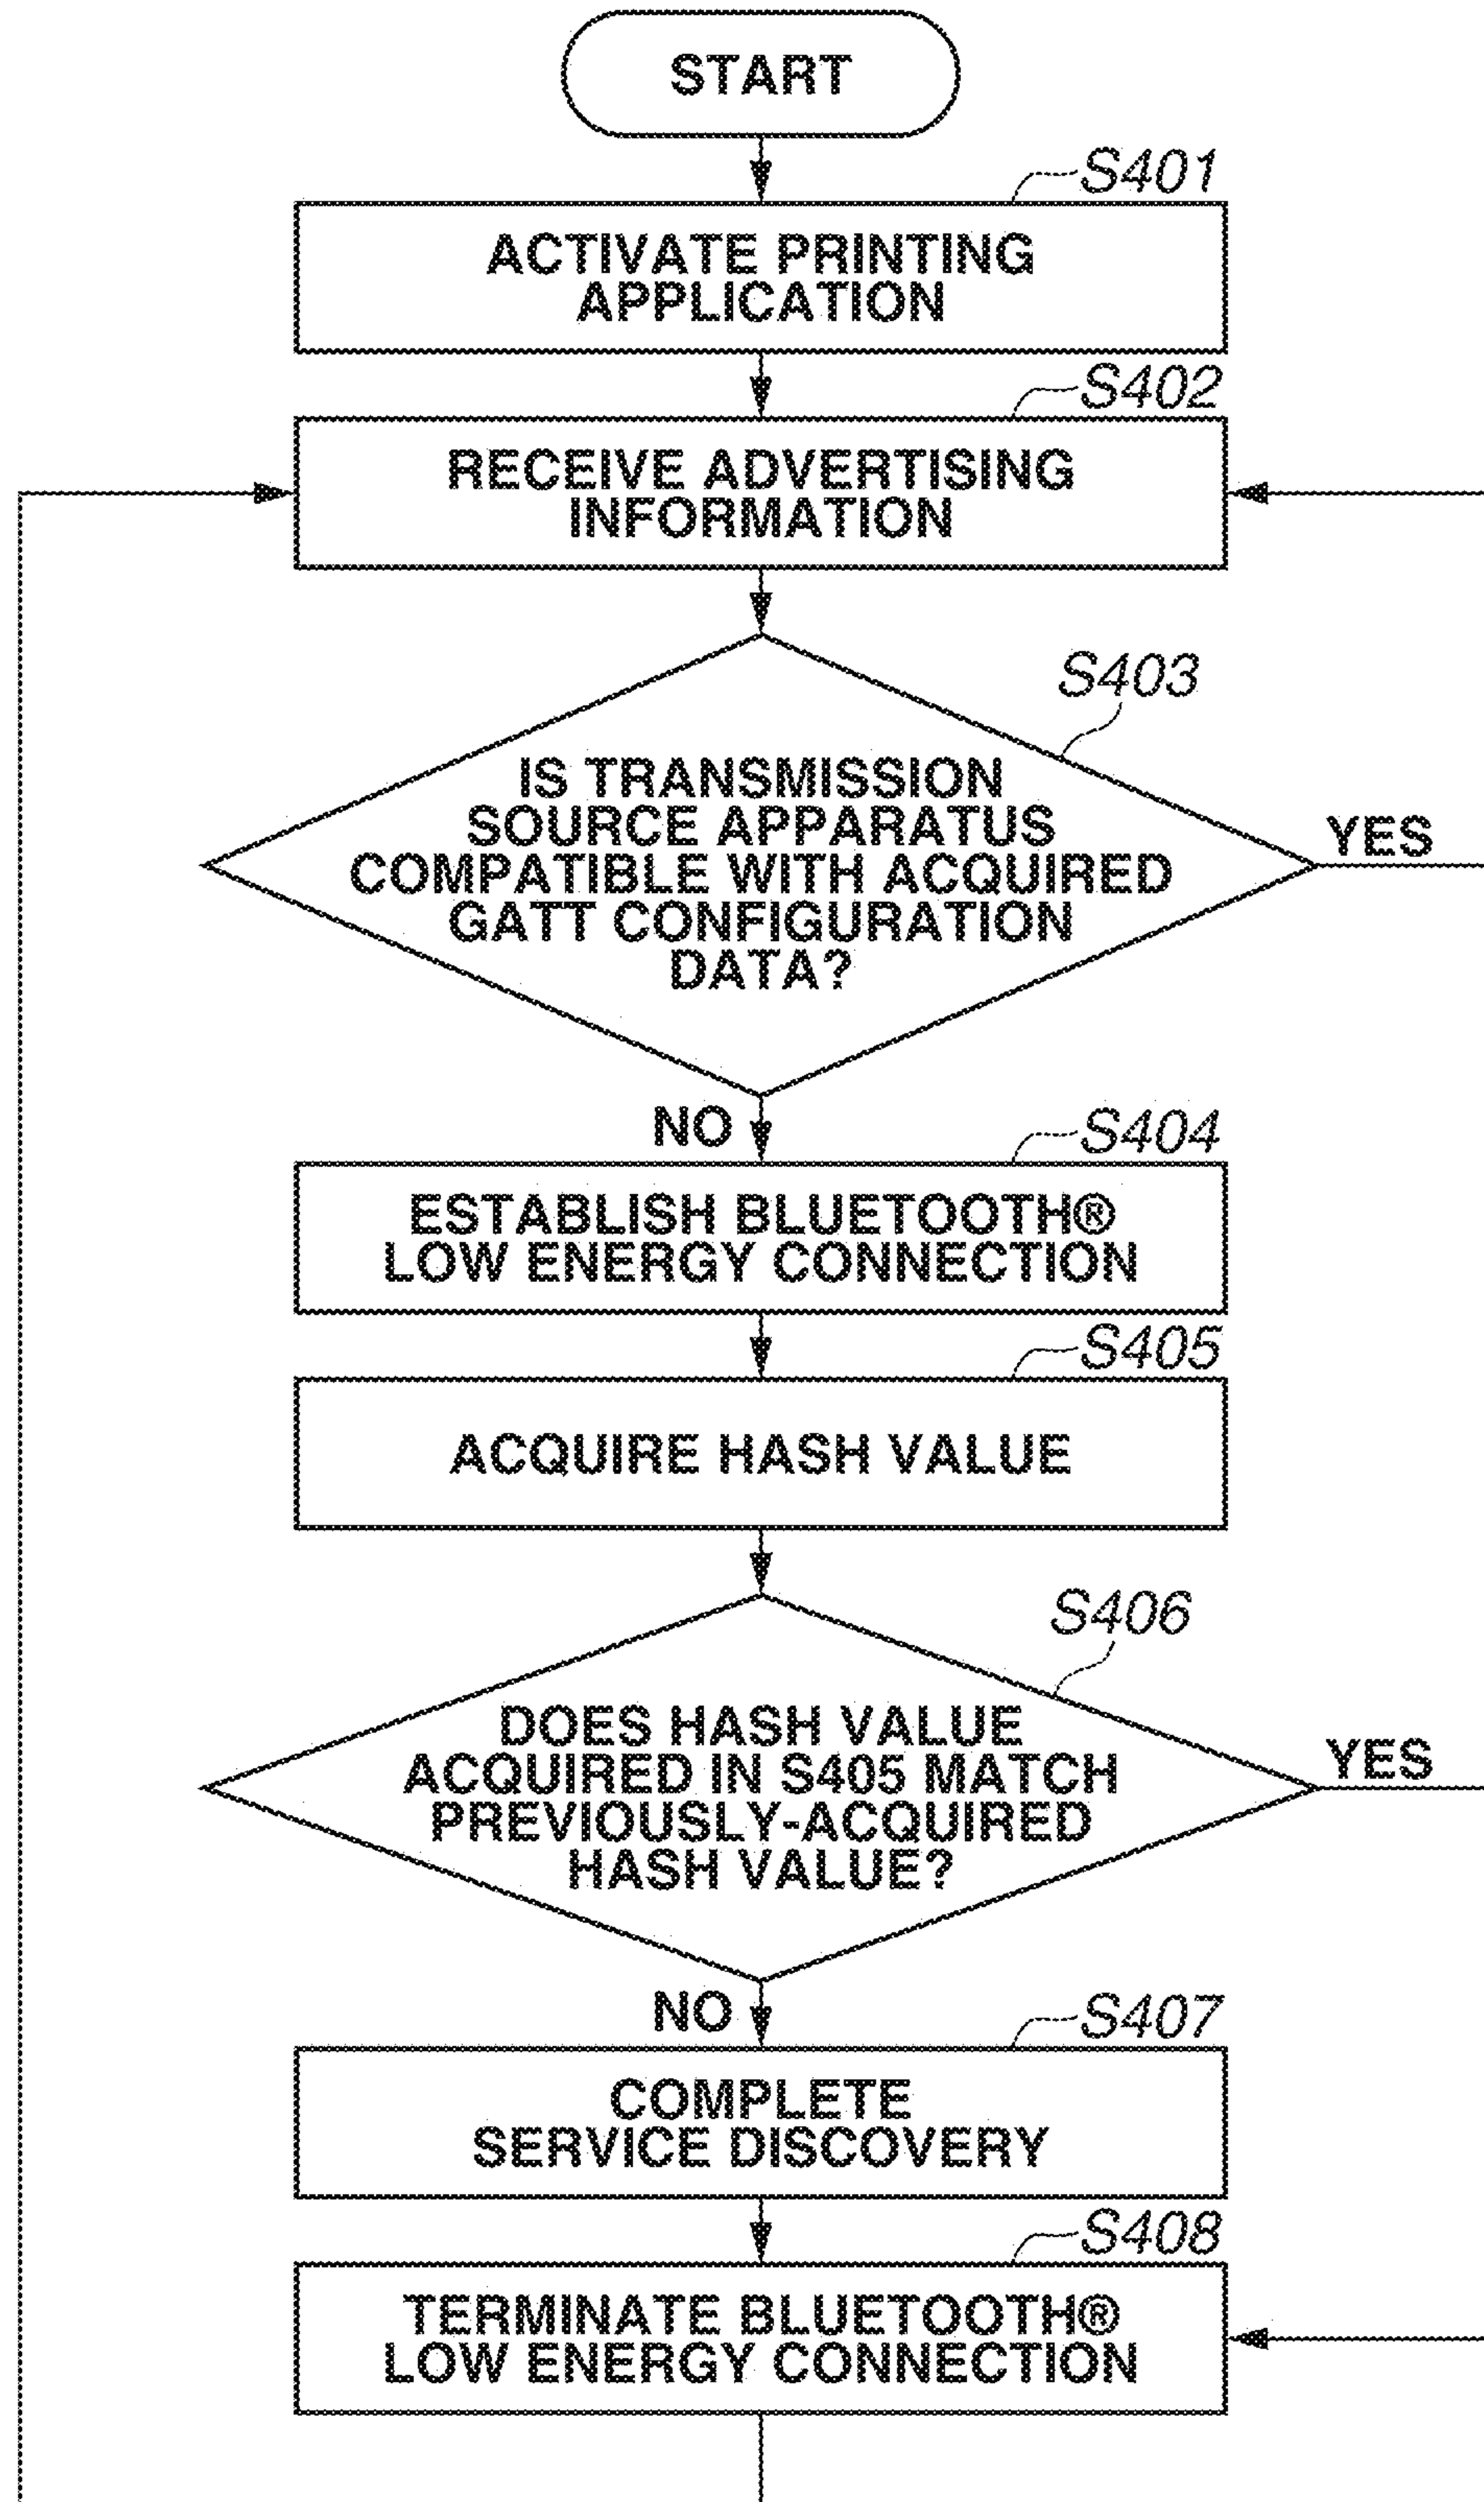 START
S401
ACTIVATE PRINTING
APPLICATION
S402
RECEIVE ADVERTISING
INFORMATION
S403
IS TRANSMISSION
SOURCE APPARATUS
COMPATIBLE WITH ACQUIRED
GATT CONFIGURATION
DATA?
YES
NO
S404
ESTABLISH BLUETOOTH®
LOW ENERGY CONNECTION
S405
ACQUIRE HASH VALUE
S406
DOES HASH VALUE
ACQUIRED IN S405 MATCH
PREVIOUSLY-ACQUIRED
HASH VALUE?
YES
NO
S407
COMPLETE
SERVICE DISCOVERY
S408
TERMINATE BLUETOOTH®
LOW ENERGY CONNECTION